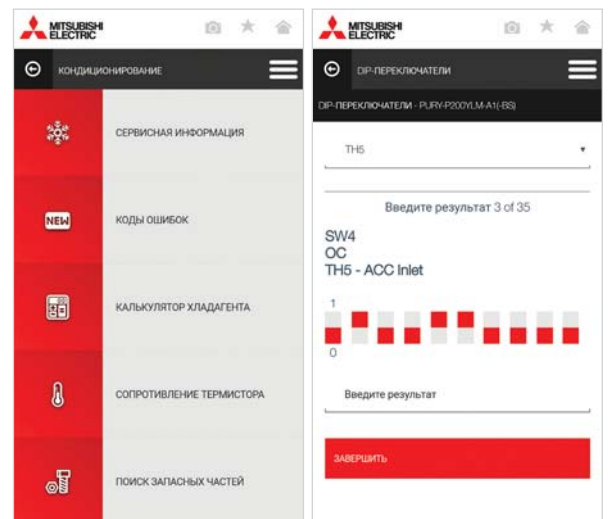 MITSUBISHI
ELECTRIC
КОНДИЦИОНИРОВАНИЕ
СЕРВИСНАЯ ИНФОРМАЦИЯ
NEW
КОДЫ ОШИБОК
КАЛЬКУЛЯТОР ХЛАДАГЕНТА
СОПРОТИВЛЕНИЕ ТЕРМИСТОРА
ПОИСК ЗАПАСНЫХ ЧАСТЕЙ
MITSUBISHI
ELECTRIC
DIP-ПЕРЕКЛЮЧАТЕЛИ
DIP-ПЕРЕКЛЮЧАТЕЛИ - PURY-P200YLM-A1(-BS)
TH5
Введите результат 3 of 35
SW4
OC
TH5 - ACC Inlet
1
0
Введите результат
ЗАВЕРШИТЬ